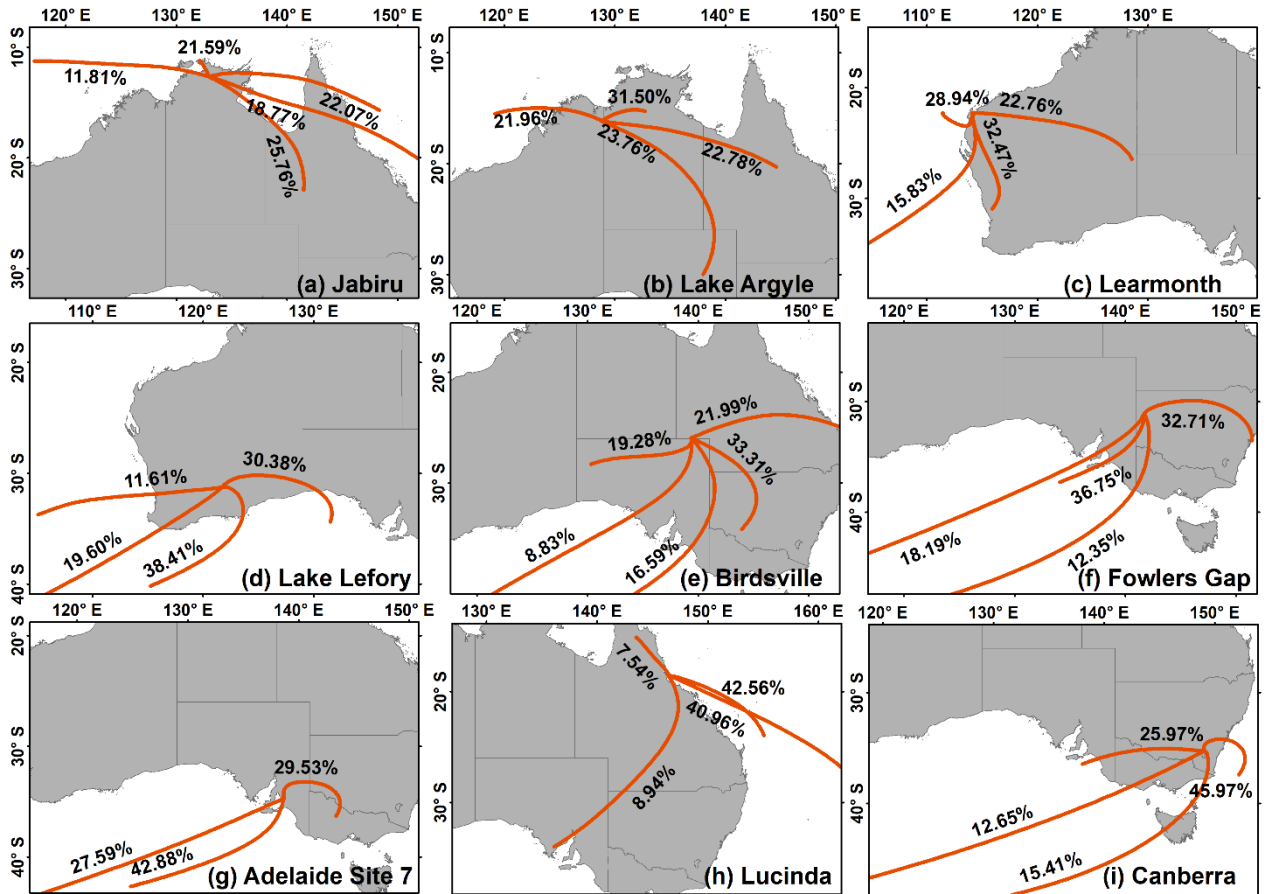 120° E 130° E 140° E 150° E
10° S
20° S
30° S
21.59%
11.81%
22.07%
18.77%
25.76%
(a) Jabiru
120° E 130° E 140° E 150° E
10° S
20° S
30° S
31.50%
21.96%
23.76%
22.78%
(b) Lake Argyle
110° E 120° E 130° E
20° S
30° S
28.94%
22.76%
32.47%
15.83%
(c) Learmonth
110° E 120° E 130° E
20° S
30° S
40° S
11.61%
30.38%
19.60%
38.41%
(d) Lake Lefory
120° E 130° E 140° E 150° E
20° S
30° S
21.99%
19.28%
33.31%
8.83%
16.59%
(e) Birdsville
120° E 130° E 140° E 150° E
30° S
40° S
32.71%
36.75%
18.19%
12.35%
(f) Fowlers Gap
120° E 130° E 140° E 150° E
20° S
30° S
40° S
29.53%
27.59%
42.88%
(g) Adelaide Site 7
130° E 140° E 150° E 160° E
20° S
30° S
7.54%
42.56%
40.96%
8.94%
(h) Lucinda
120° E 130° E 140° E 150° E
30° S
40° S
25.97%
45.97%
12.65%
15.41%
(i) Canberra